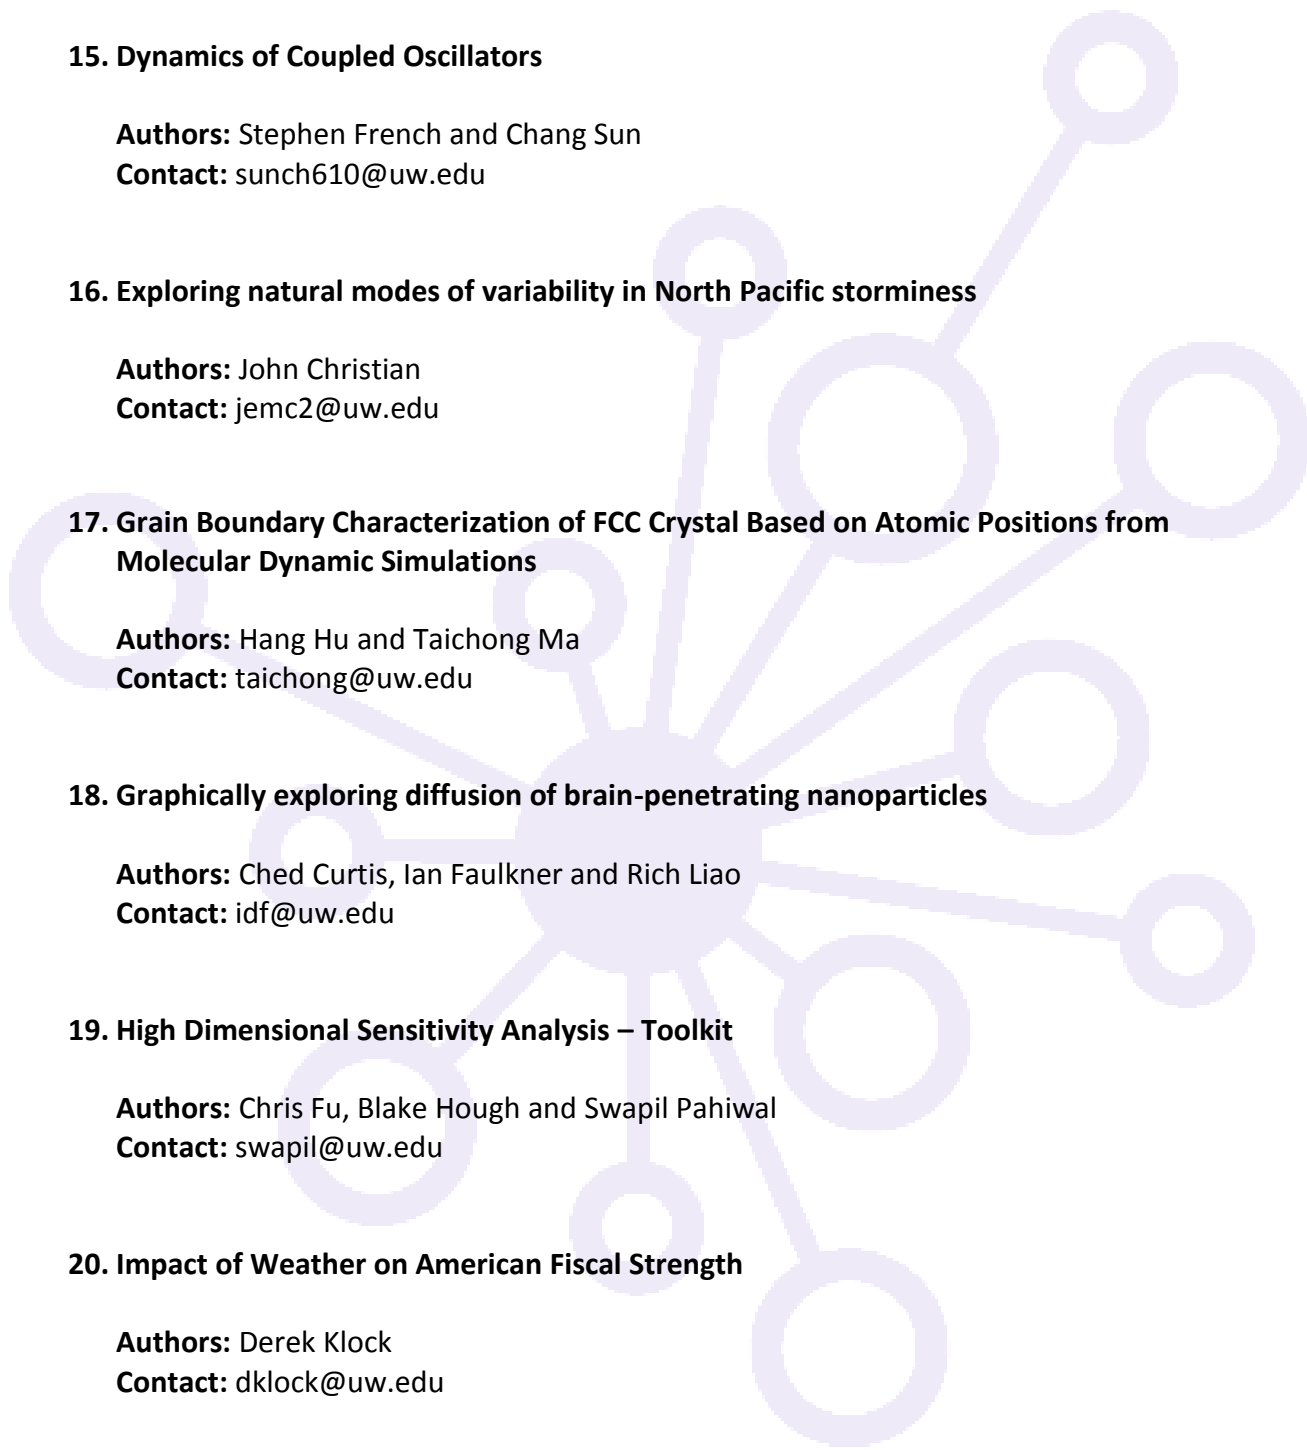 15. Dynamics of Coupled Oscillators
Authors: Stephen French and Chang Sun
Contact: sunch610@uw.edu
16. Exploring natural modes of variability in North Pacific storminess
Authors: John Christian
Contact: jemc2@uw.edu
17. Grain Boundary Characterization of FCC Crystal Based on Atomic Positions from
Molecular Dynamic Simulations
Authors: Hang Hu and Taichong Ma
Contact: taichong@uw.edu
18. Graphically exploring diffusion of brain-penetrating nanoparticles
Authors: Ched Curtis, Ian Faulkner and Rich Liao
Contact: idf@uw.edu
19. High Dimensional Sensitivity Analysis – Toolkit
Authors: Chris Fu, Blake Hough and Swapil Pahiwal
Contact: swapil@uw.edu
20. Impact of Weather on American Fiscal Strength
Authors: Derek Klock
Contact: dklock@uw.edu